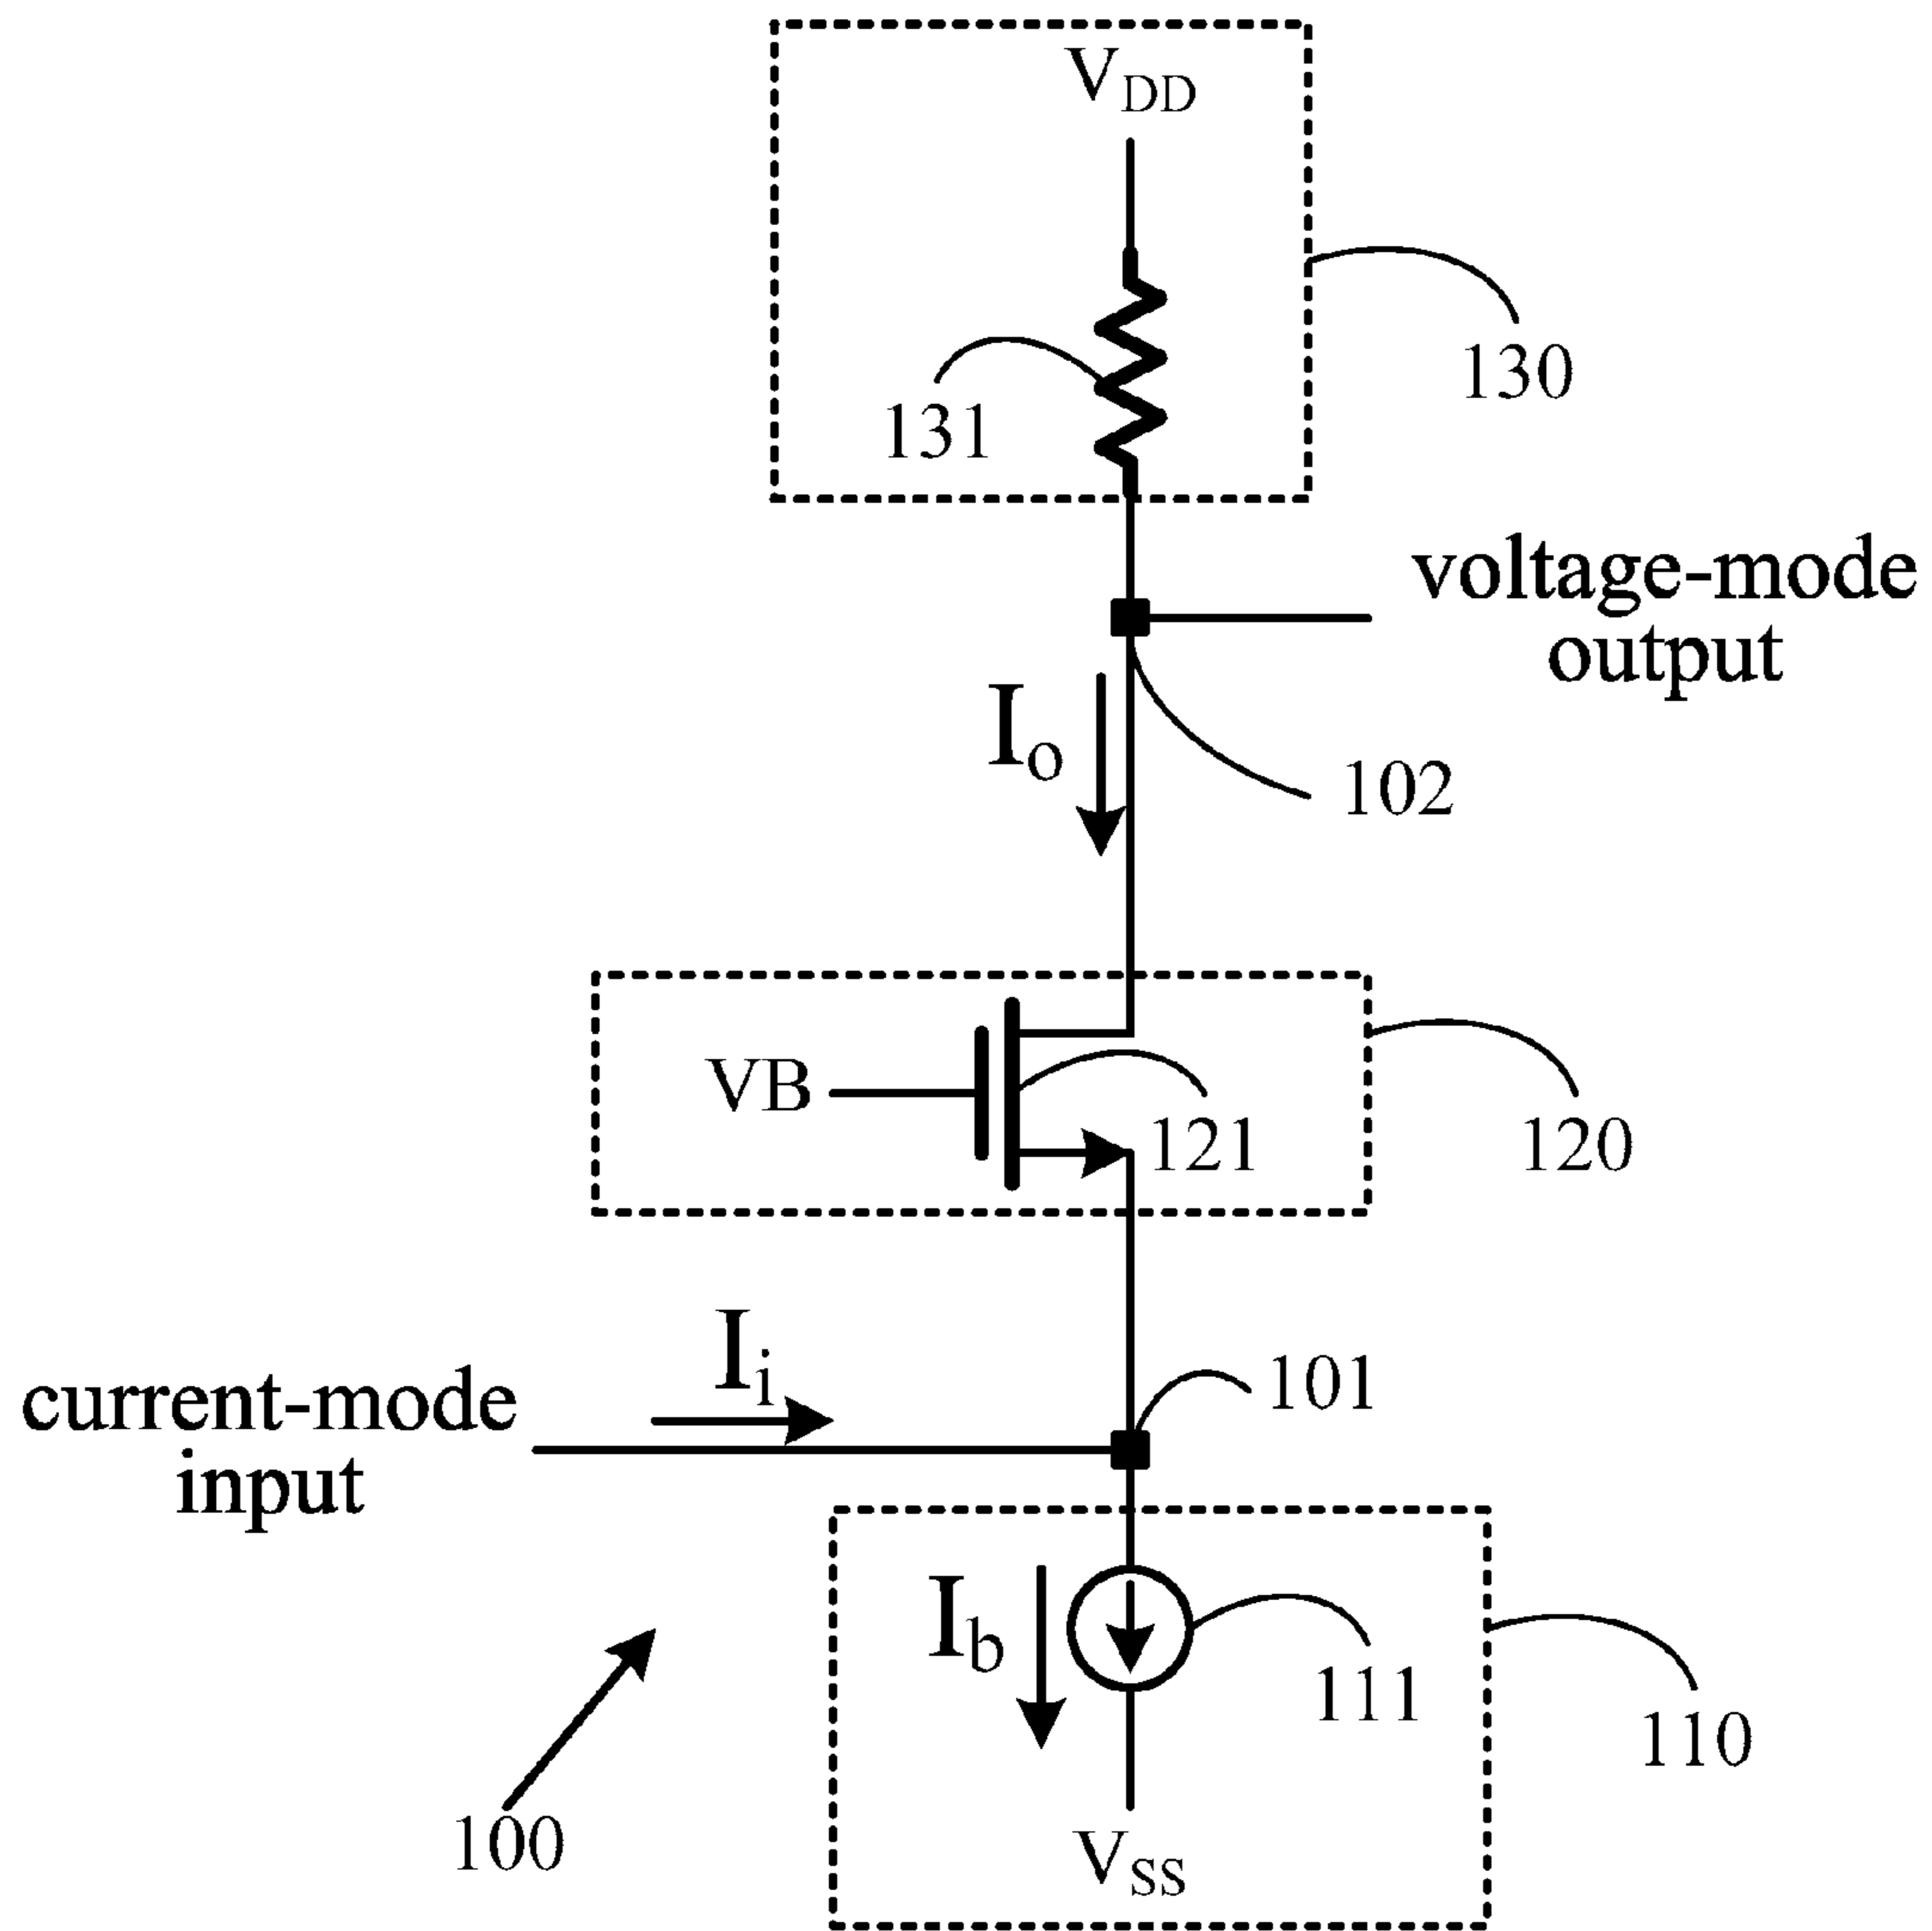 VDD
130
131
voltage-mode
output
Io
102
VB
121
120
Ii
101
current-mode
input
Ib
111
110
100
VSS